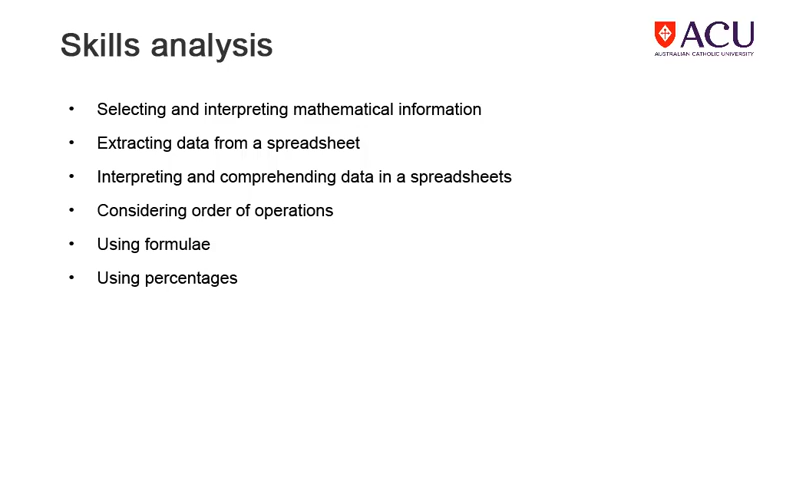 Skills analysis
ACU
AUSTRALIAN CATHOLIC UNIVERSITY
• Selecting and interpreting mathematical information
• Extracting data from a spreadsheet
• Interpreting and comprehending data in a spreadsheets
• Considering order of operations
• Using formulae
• Using percentages